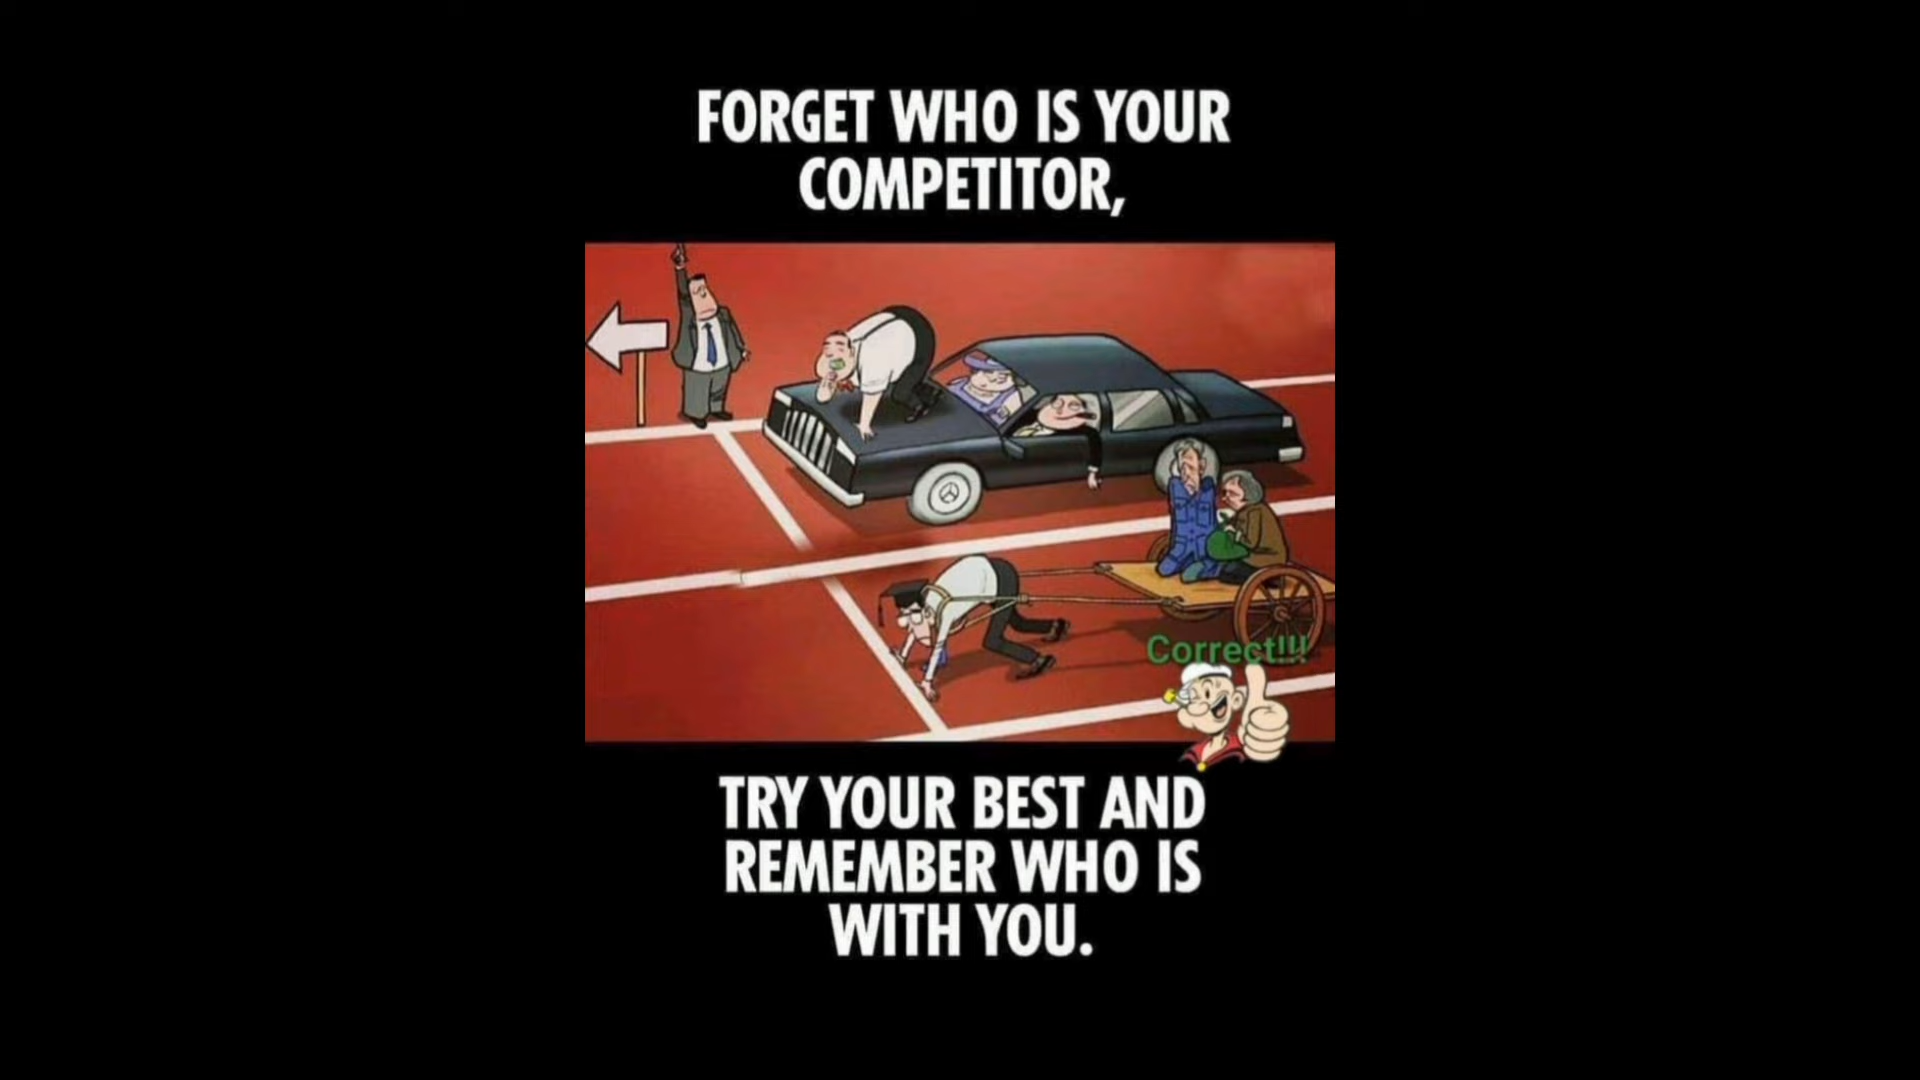 FORGET WHO IS YOUR
COMPETITOR,
Correct!!!
TRY YOUR BEST AND
REMEMBER WHO IS
WITH YOU.